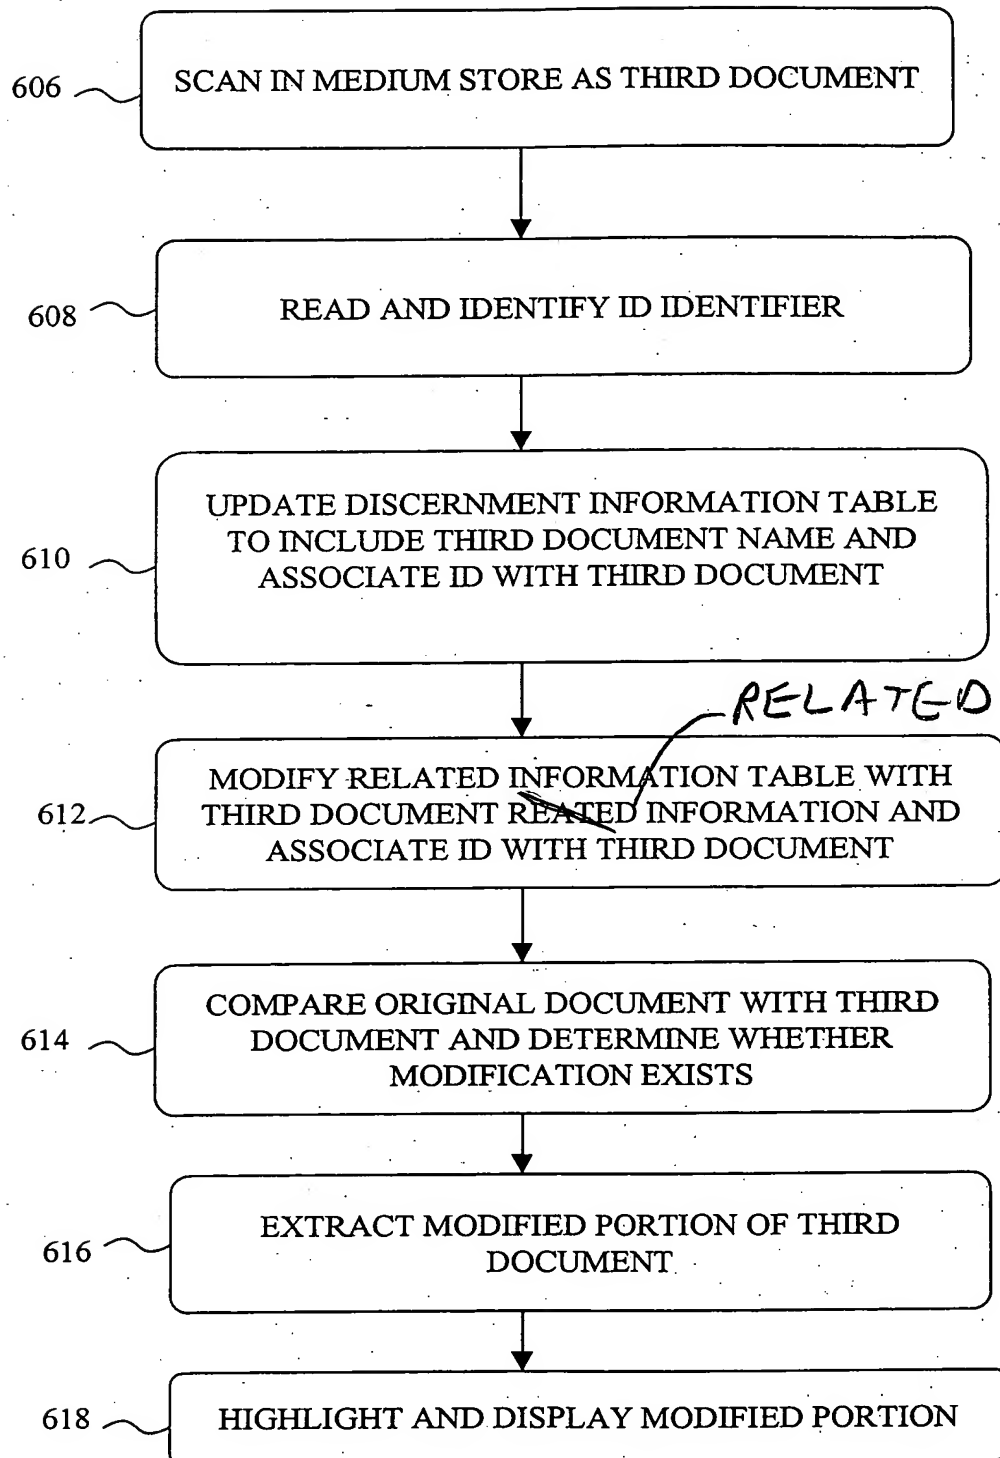 606
SCAN IN MEDIUM STORE AS THIRD DOCUMENT
608
READ AND IDENTIFY ID IDENTIFIER
610
UPDATE DISCERNMENT INFORMATION TABLE
TO INCLUDE THIRD DOCUMENT NAME AND
ASSOCIATE ID WITH THIRD DOCUMENT
RELATED
612
MODIFY RELATED INFORMATION TABLE WITH
THIRD DOCUMENT REATED INFORMATION AND
ASSOCIATE ID WITH THIRD DOCUMENT
614
COMPARE ORIGINAL DOCUMENT WITH THIRD
DOCUMENT AND DETERMINE WHETHER
MODIFICATION EXISTS
616
EXTRACT MODIFIED PORTION OF THIRD
DOCUMENT
618
HIGHLIGHT AND DISPLAY MODIFIED PORTION